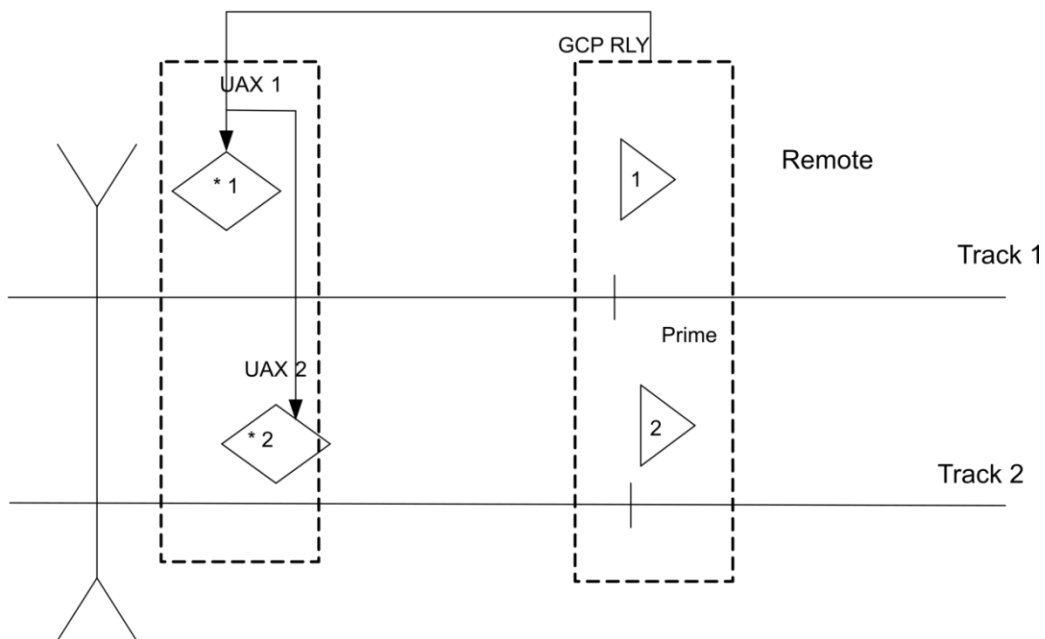 GCP RLY
UAX 1
Remote
* 1
1
Track 1
Prime
UAX 2
* 2
2
Track 2